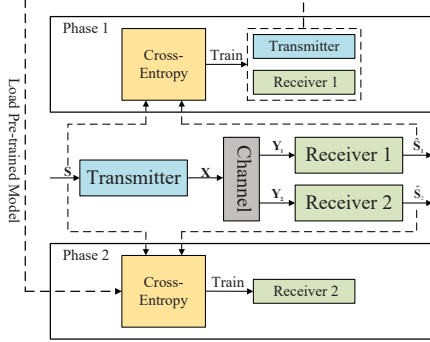 Phase 1
Cross-
Entropy
Train
Transmitter
Receiver 1
Load Pre-trained Model
S
Transmitter
X
Channel
Y₁
Receiver 1
Ŝ₁
Y₂
Receiver 2
Ŝ₂
Phase 2
Cross-
Entropy
Train
Receiver 2